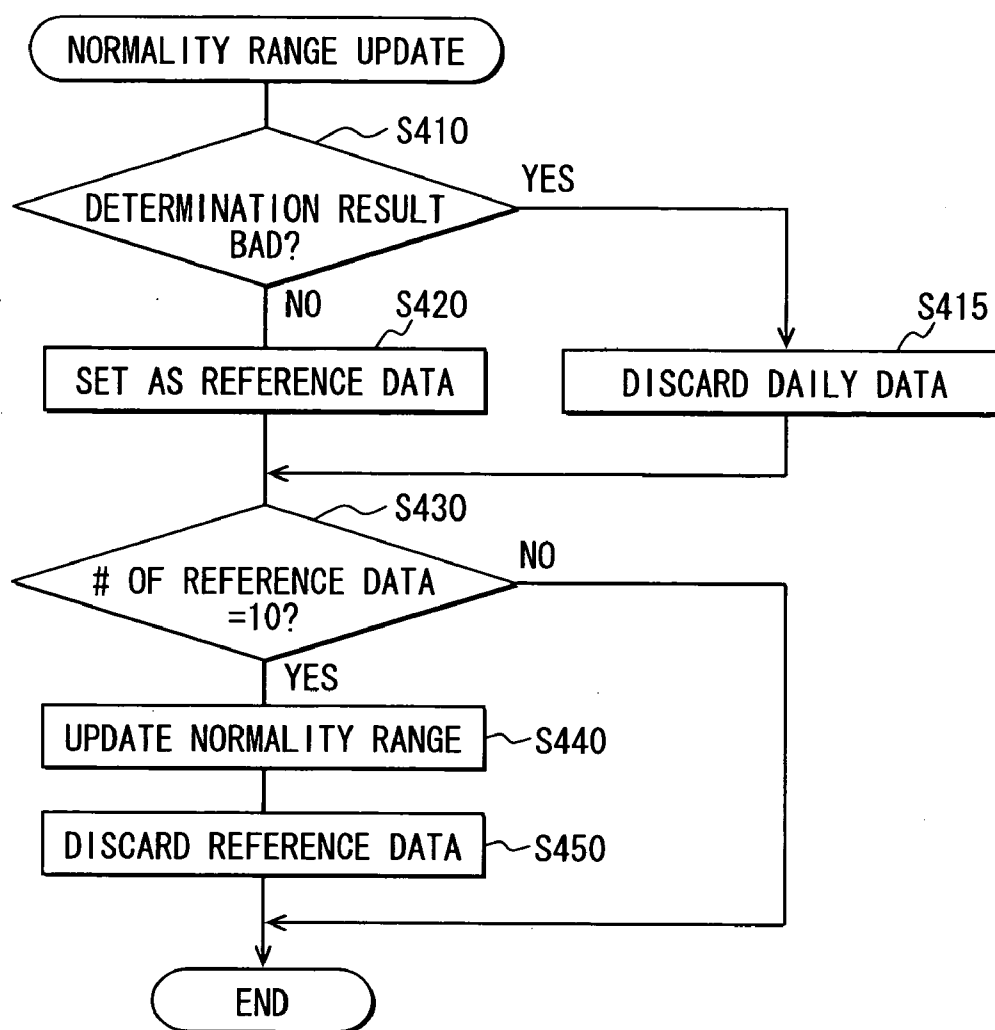 NORMALITY RANGE UPDATE
S410
DETERMINATION RESULT
BAD?
YES
NO
S420
S415
SET AS REFERENCE DATA
DISCARD DAILY DATA
S430
# OF REFERENCE DATA
=10?
NO
YES
UPDATE NORMALITY RANGE
S440
DISCARD REFERENCE DATA
S450
END